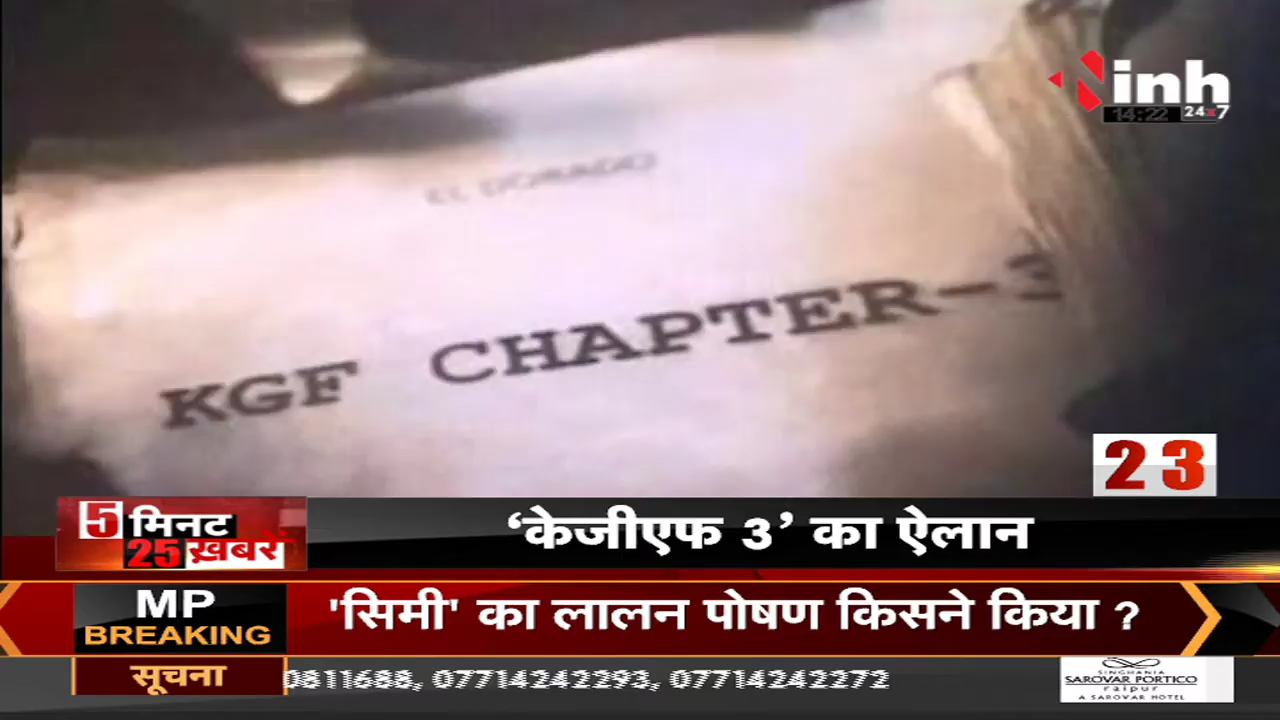 inh
14:22
24x7
EL DORADO
KGF CHAPTER-3
23
5 मिनट
25 ख़बर
‘केजीएफ 3’ का ऐलान
MP
BREAKING
'सिमी' का लालन पोषण किसने किया ?
सूचना
0811688, 07714242293, 07714242272
SINGHANIA
SAROVAR PORTICO
raipur
A SAROVAR HOTEL